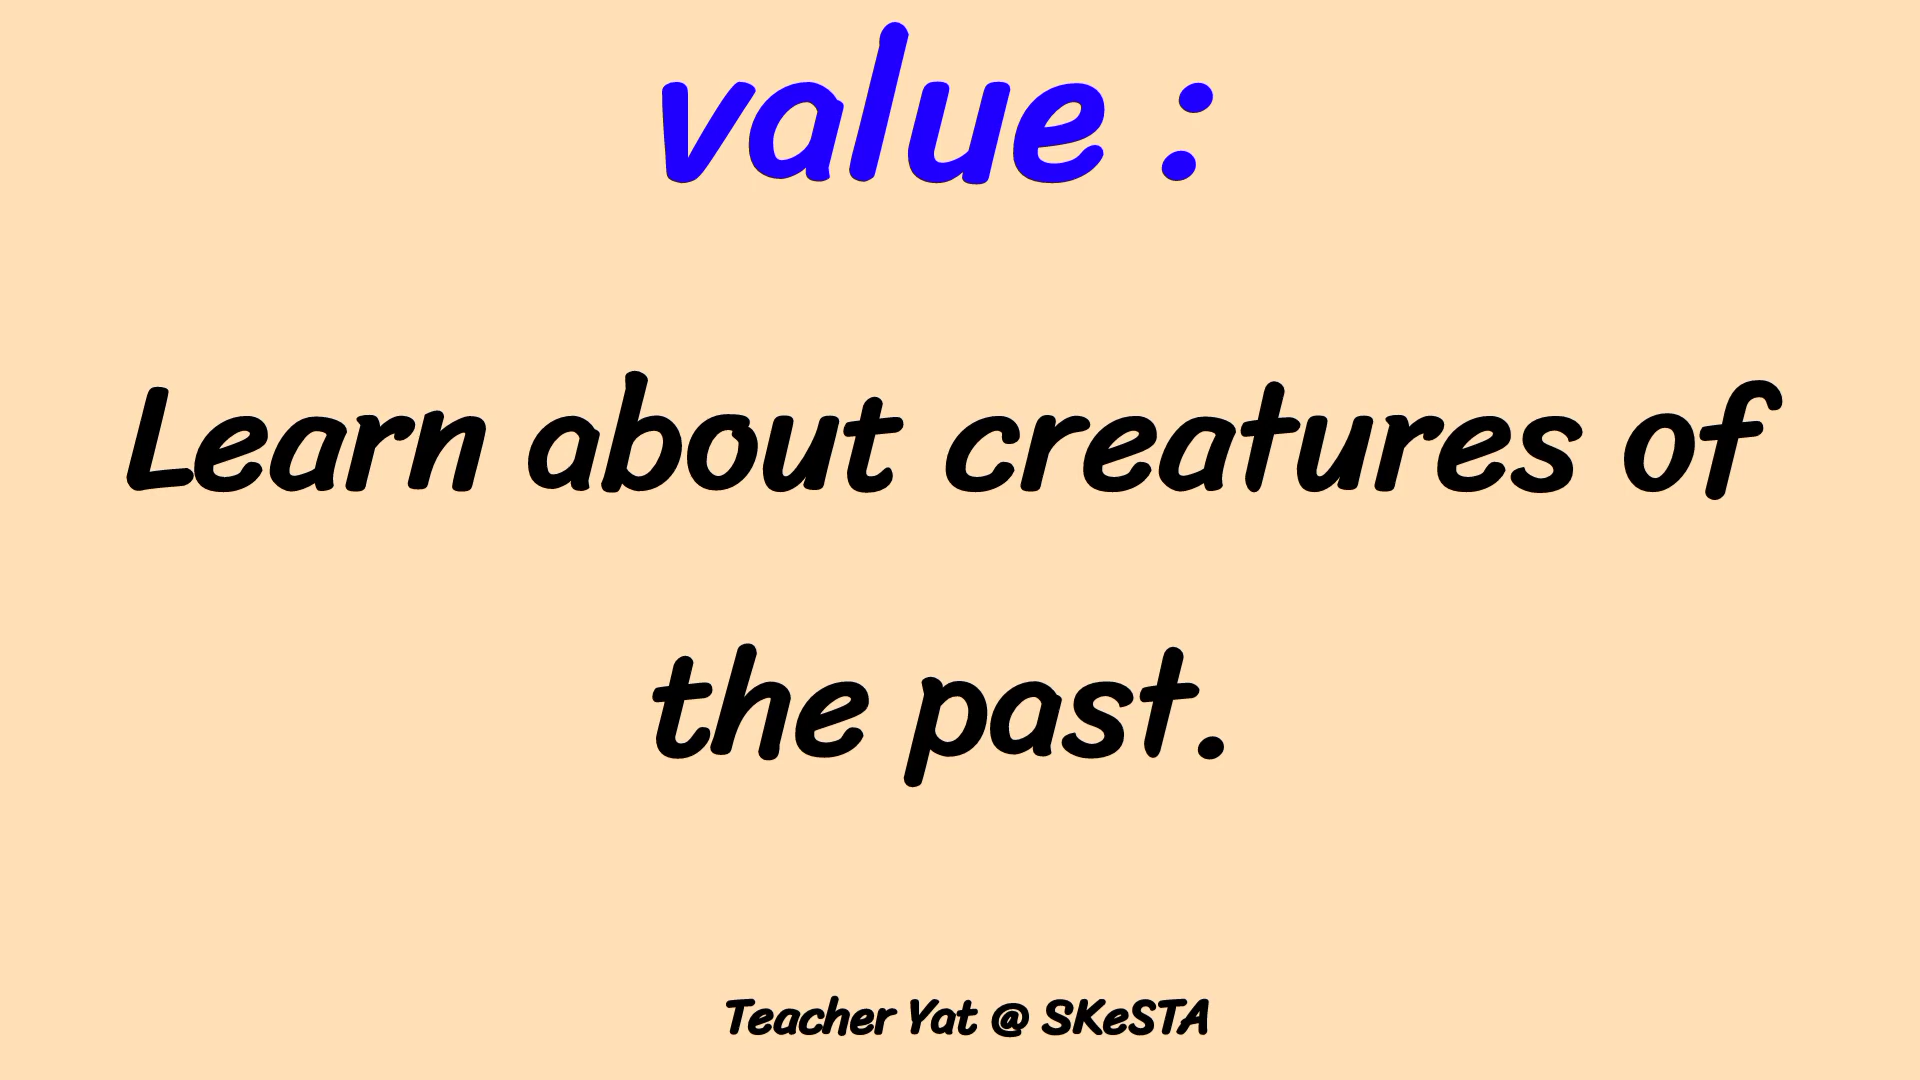 value :
Learn about creatures of
the past.
Teacher Yat @ SKeSTA